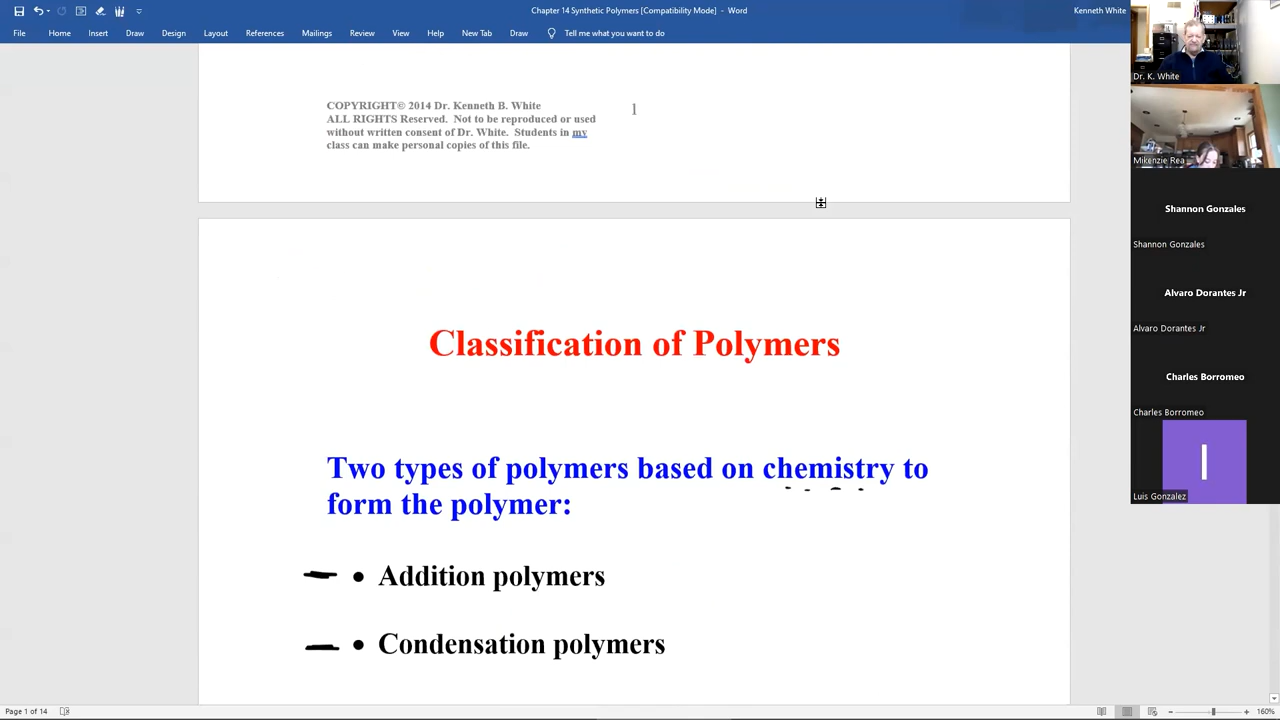 Chapter 14 Synthetic Polymers [Compatibility Mode] - Word
Kenneth White
File Home Insert Draw Design Layout References Mailings Review View Help New Tab Draw Tell me what you want to do
COPYRIGHT© 2014 Dr. Kenneth B. White
1
ALL RIGHTS Reserved. Not to be reproduced or used
without written consent of Dr. White. Students in my
class can make personal copies of this file.
Classification of Polymers
Two types of polymers based on chemistry to
form the polymer:
• Addition polymers
• Condensation polymers
Dr. K. White
Mikenzie Rea
Shannon Gonzales
Shannon Gonzales
Alvaro Dorantes Jr
Alvaro Dorantes Jr
Charles Borromeo
Charles Borromeo
l
Luis Gonzalez
Page 1 of 14
160%